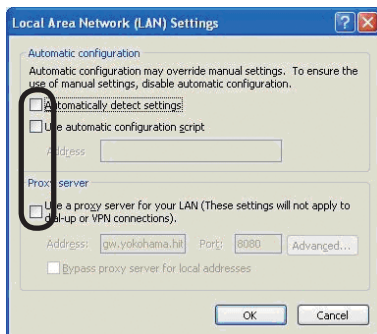 Local Area Network (LAN) Settings
Automatic configuration
Automatic configuration may override manual settings. To ensure the
use of manual settings, disable automatic configuration.
Automatically detect settings
Use automatic configuration script
Address
Proxy server
Use a proxy server for your LAN (These settings will not apply to
dial-up or VPN connections).
Address: gw.yokohama.hit Port: 8080 Advanced...
Bypass proxy server for local addresses
OK Cancel